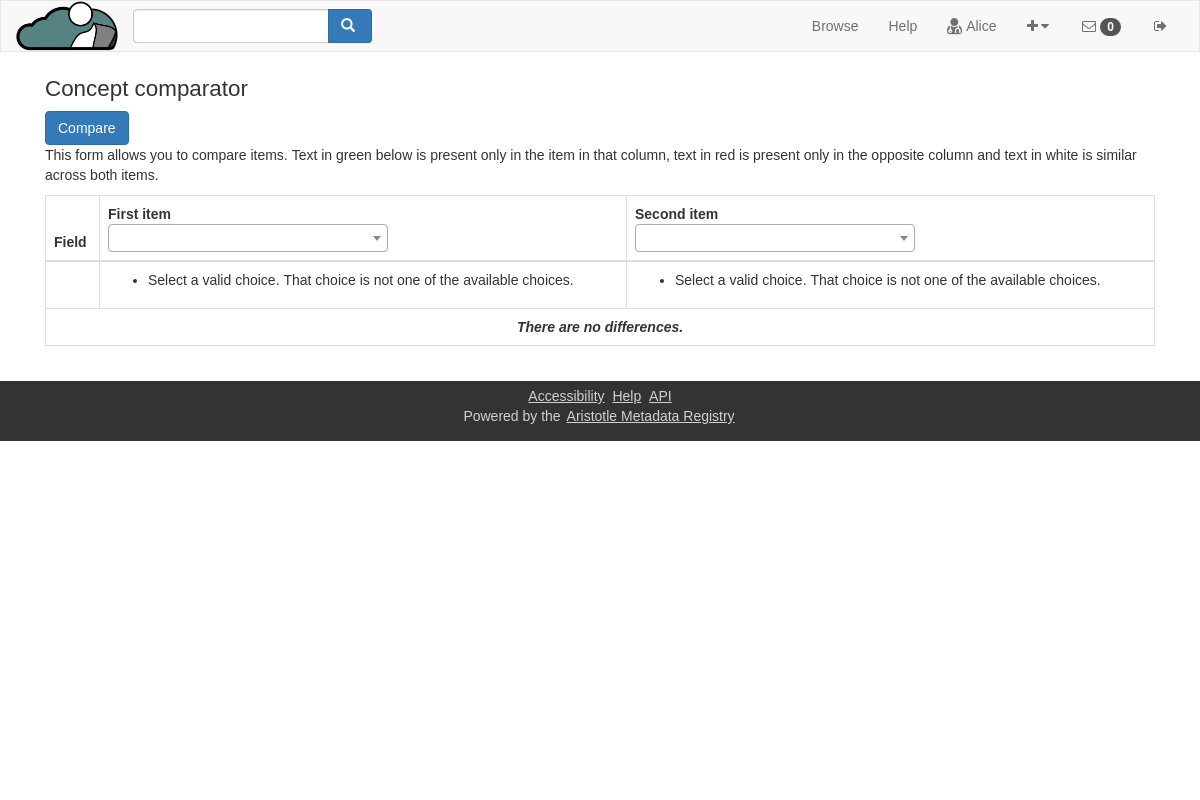 Browse Help Alice 0
Concept comparator
Compare
This form allows you to compare items. Text in green below is present only in the item in that column, text in red is present only in the opposite column and text in white is similar
across both items.
Field First item Second item
Select a valid choice. That choice is not one of the available choices. Select a valid choice. That choice is not one of the available choices.
There are no differences.
Accessibility Help API
Powered by the Aristotle Metadata Registry